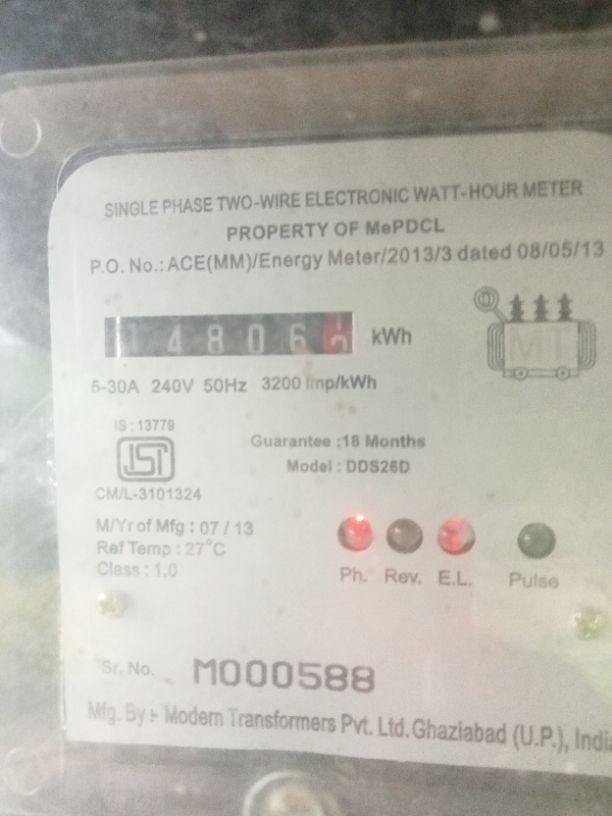 SINGLE PHASE TWO-WIRE ELECTRONIC WATT-HOUR METER
PROPERTY OF MePDCL
P.O. No.: ACE(MM)/Energy Meter/2013/3 dated 08/05/13
4806 kWh
MT
5-30A 240V 50Hz 3200 imp/kWh
IS : 13779
Guarantee :18 Months
ISI
Model : DDS26D
CM/L-3101324
M/Yr of Mfg : 07 / 13
Ref Temp : 27°C
Class : 1.0
Ph. Rev. E.L. Pulse
Sr. No. M000588
Mfg. By :- Modern Transformers Pvt. Ltd. Ghaziabad (U.P.), India